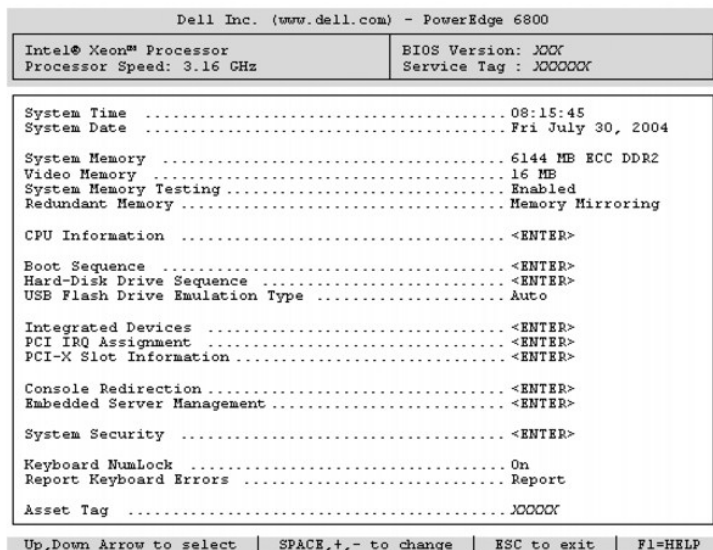 Dell Inc. (www.dell.com) - PowerEdge 6800
Intel® Xeon™ Processor
Processor Speed: 3.16 GHz
BIOS Version: XXX
Service Tag : XXXXXX
System Time ........................................ 08:15:45
System Date ........................................ Fri July 30, 2004
System Memory ...................................... 6144 MB ECC DDR2
Video Memory ....................................... 16 MB
System Memory Testing ............................... Enabled
Redundant Memory .................................... Memory Mirroring
CPU Information .................................... <ENTER>
Boot Sequence ...................................... <ENTER>
Hard-Disk Drive Sequence ........................... <ENTER>
USB Flash Drive Emulation Type ..................... Auto
Integrated Devices ................................. <ENTER>
PCI IRQ Assignment ................................. <ENTER>
PCI-X Slot Information .............................. <ENTER>
Console Redirection ................................. <ENTER>
Embedded Server Management .......................... <ENTER>
System Security .................................... <ENTER>
Keyboard NumLock ................................... On
Report Keyboard Errors ............................. Report
Asset Tag .......................................... XXXXX
Up,Down Arrow to select | SPACE,+,- to change | ESC to exit | F1=HELP